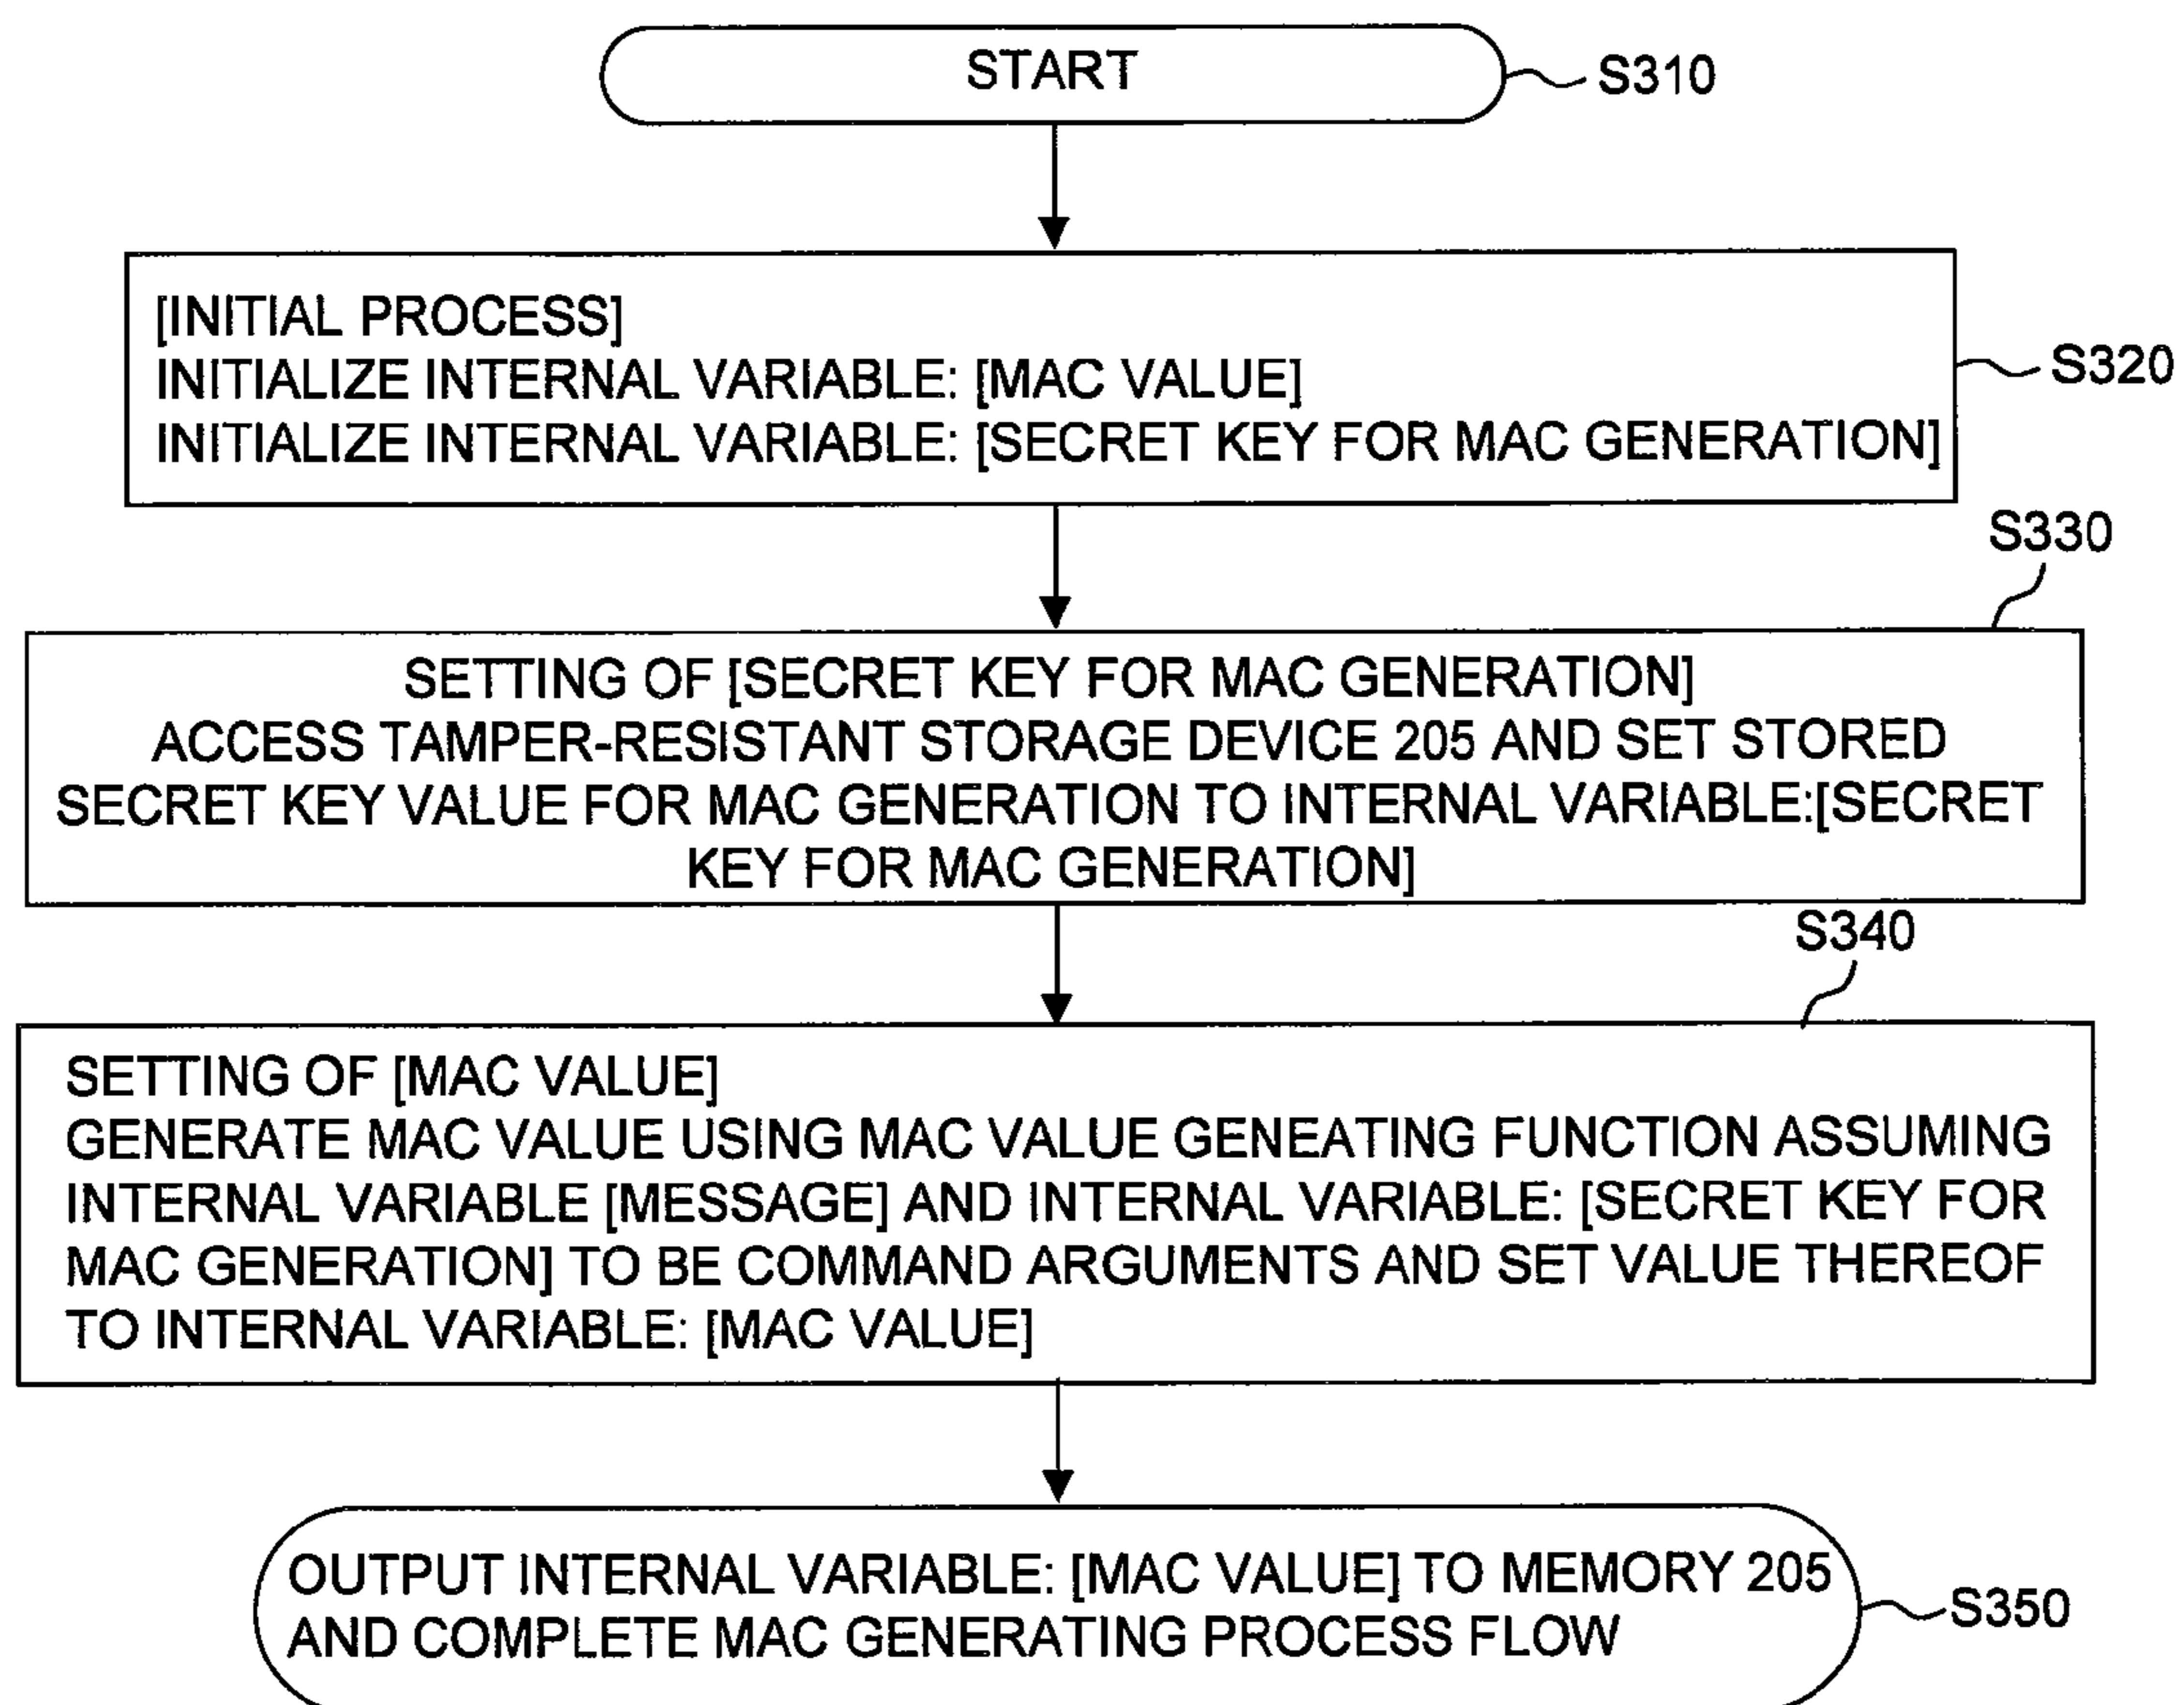 START
S310
[INITIAL PROCESS]
INITIALIZE INTERNAL VARIABLE: [MAC VALUE]
INITIALIZE INTERNAL VARIABLE: [SECRET KEY FOR MAC GENERATION]
S320
S330
SETTING OF [SECRET KEY FOR MAC GENERATION]
ACCESS TAMPER-RESISTANT STORAGE DEVICE 205 AND SET STORED
SECRET KEY VALUE FOR MAC GENERATION TO INTERNAL VARIABLE:[SECRET
KEY FOR MAC GENERATION]
S340
SETTING OF [MAC VALUE]
GENERATE MAC VALUE USING MAC VALUE GENEATING FUNCTION ASSUMING
INTERNAL VARIABLE [MESSAGE] AND INTERNAL VARIABLE: [SECRET KEY FOR
MAC GENERATION] TO BE COMMAND ARGUMENTS AND SET VALUE THEREOF
TO INTERNAL VARIABLE: [MAC VALUE]
OUTPUT INTERNAL VARIABLE: [MAC VALUE] TO MEMORY 205
AND COMPLETE MAC GENERATING PROCESS FLOW
S350